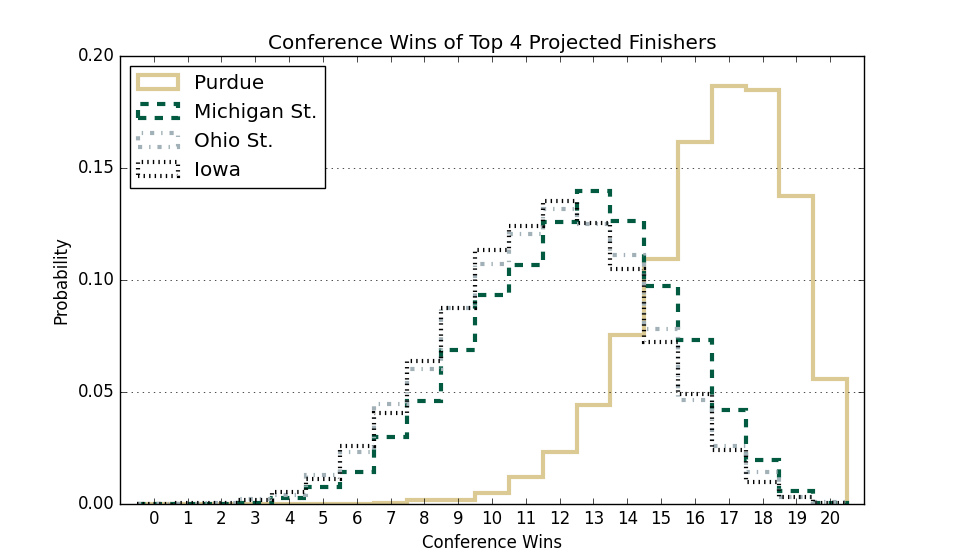 Conference Wins of Top 4 Projected Finishers
Purdue
Michigan St.
Ohio St.
Iowa
Probability
0.20
0.15
0.10
0.05
0.00
0 1 2 3 4 5 6 7 8 9 10 11 12 13 14 15 16 17 18 19 20
Conference Wins